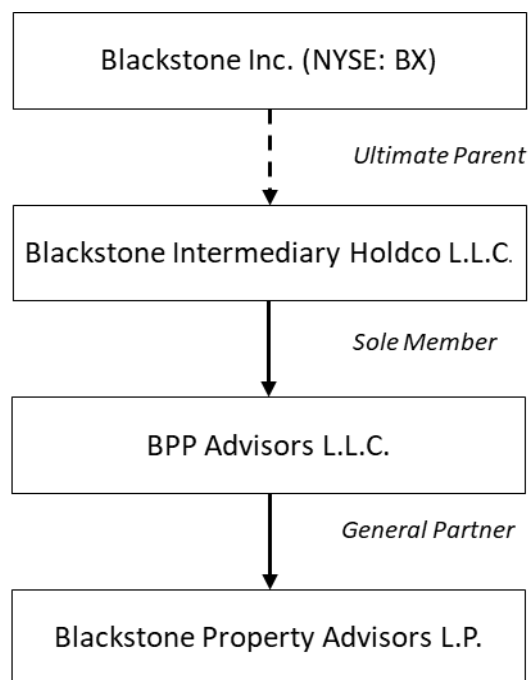 Blackstone Inc. (NYSE: BX)
Ultimate Parent
Blackstone Intermediary Holdco L.L.C.
Sole Member
BPP Advisors L.L.C.
General Partner
Blackstone Property Advisors L.P.